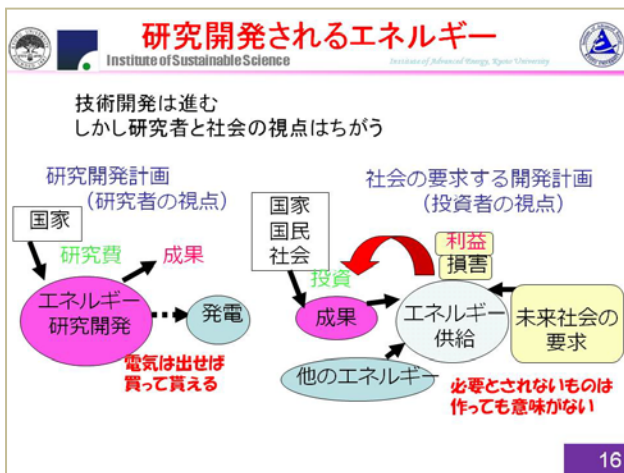 研究開発されるエネルギー
Institute of Sustainable Science
Institute of Advanced Energy, Kyoto University
技術開発は進む
しかし研究者と社会の視点はちがう
研究開発計画
(研究者の視点)
国家
研究費
成果
エネルギー
研究開発
発電
電気は出せば
買って貰える
社会の要求する開発計画
(投資者の視点)
国家
国民
社会
投資
利益
損害
成果
エネルギー
供給
未来社会の
要求
他のエネルギー
必要とされないものは
作っても意味がない
16